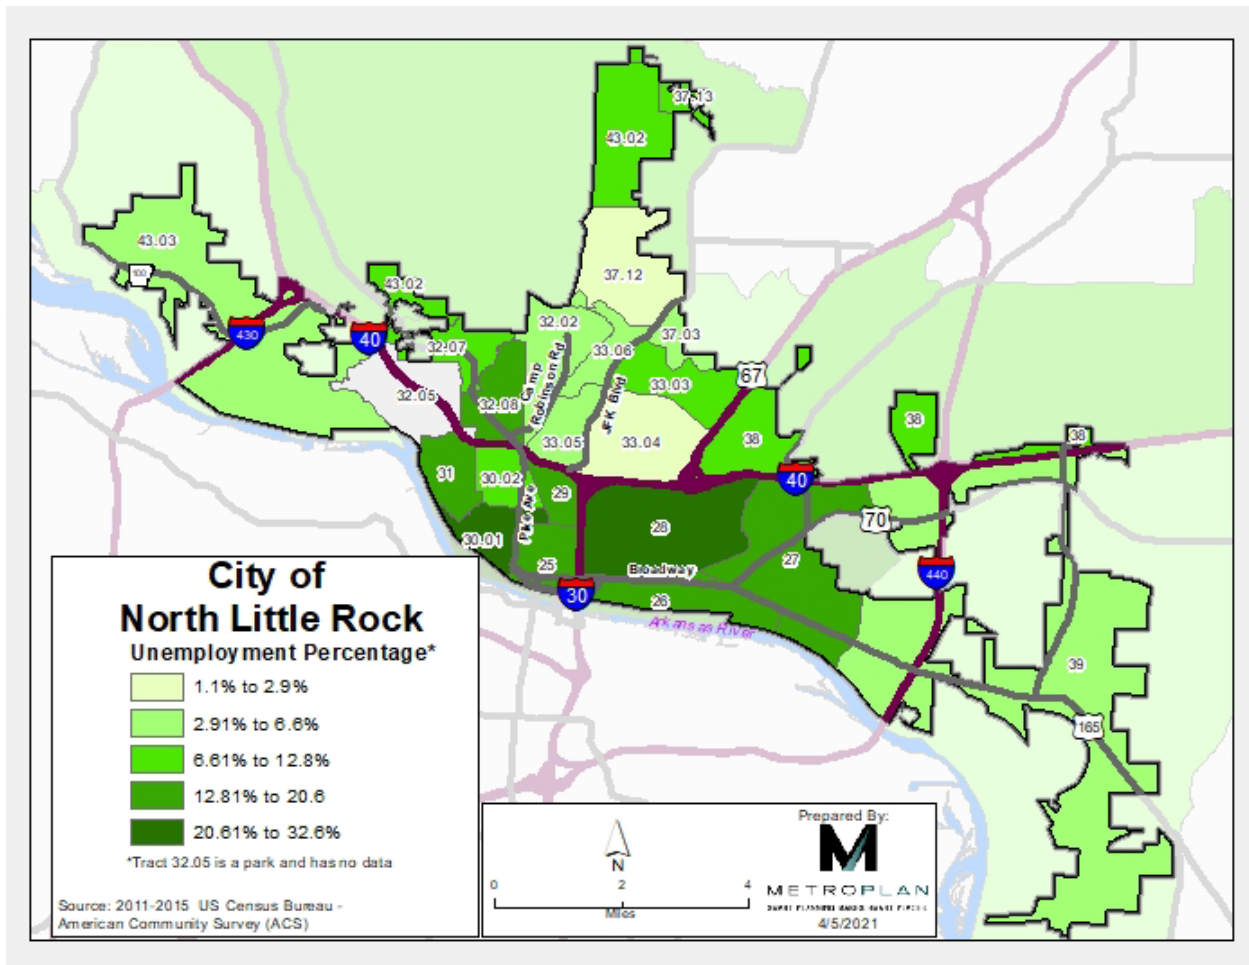 37.13
43.02
43.03
100
37.12
43.02
430
40
32.02
37.03
32.07
33.06
Camp
Robinson Rd
67
32.05
33.03
JFK Blvd
32.08
33.05
33.04
38
38
38
31
30.02
40
29
Pike Ave
70
28
30.01
27
25
Broadway
440
30
26
Arkansas River
39
165
City of
North Little Rock
Unemployment Percentage*
1.1% to 2.9%
2.91% to 6.6%
6.61% to 12.8%
12.81% to 20.6
20.61% to 32.6%
*Tract 32.05 is a park and has no data
Source: 2011-2015 US Census Bureau -
American Community Survey (ACS)
N
0 2 4
Miles
Prepared By:
METROPLAN
SMART PLANNING MAKES SMART PLACES
4/5/2021